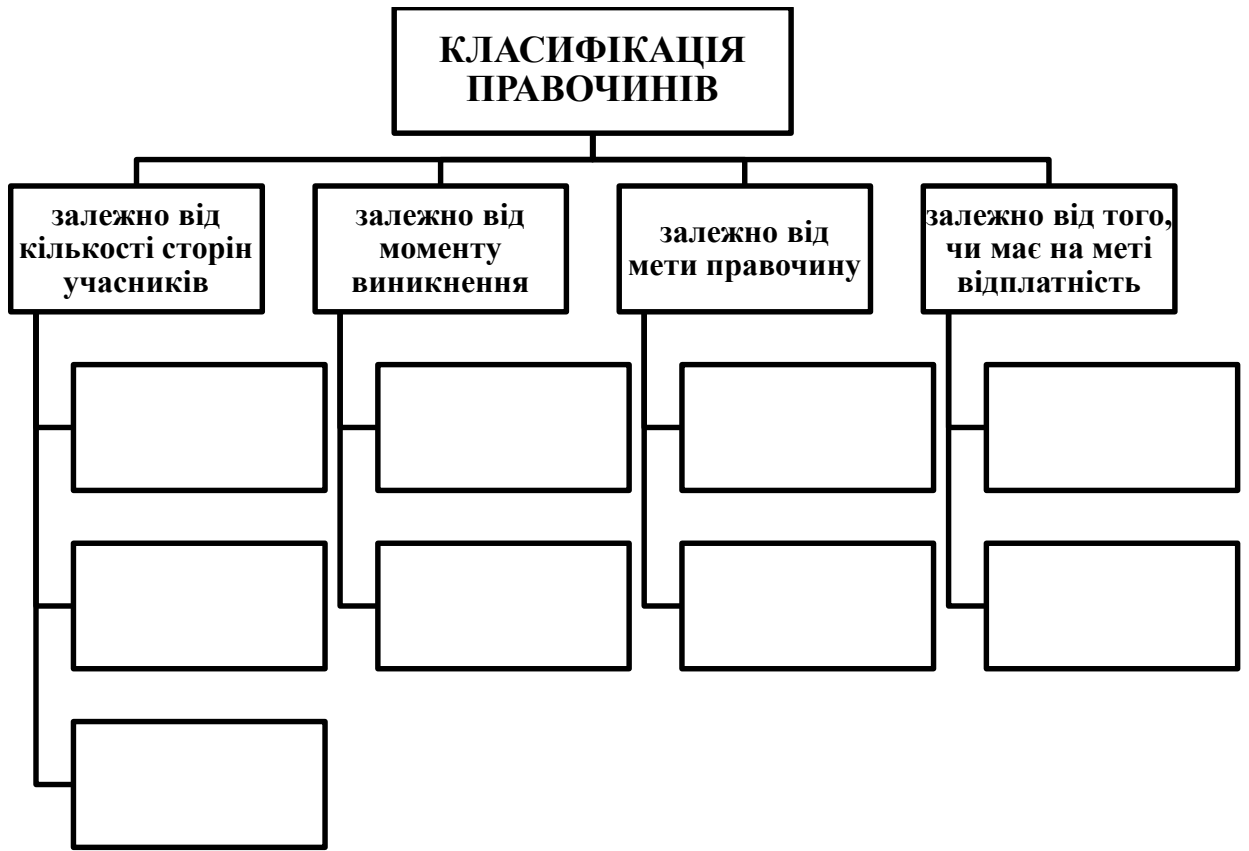 КЛАСИФІКАЦІЯ
ПРАВОЧИНІВ
залежно від
кількості сторін
учасників
залежно від
моменту
виникнення
залежно від
мети правочину
залежно від того,
чи має на меті
відплатність